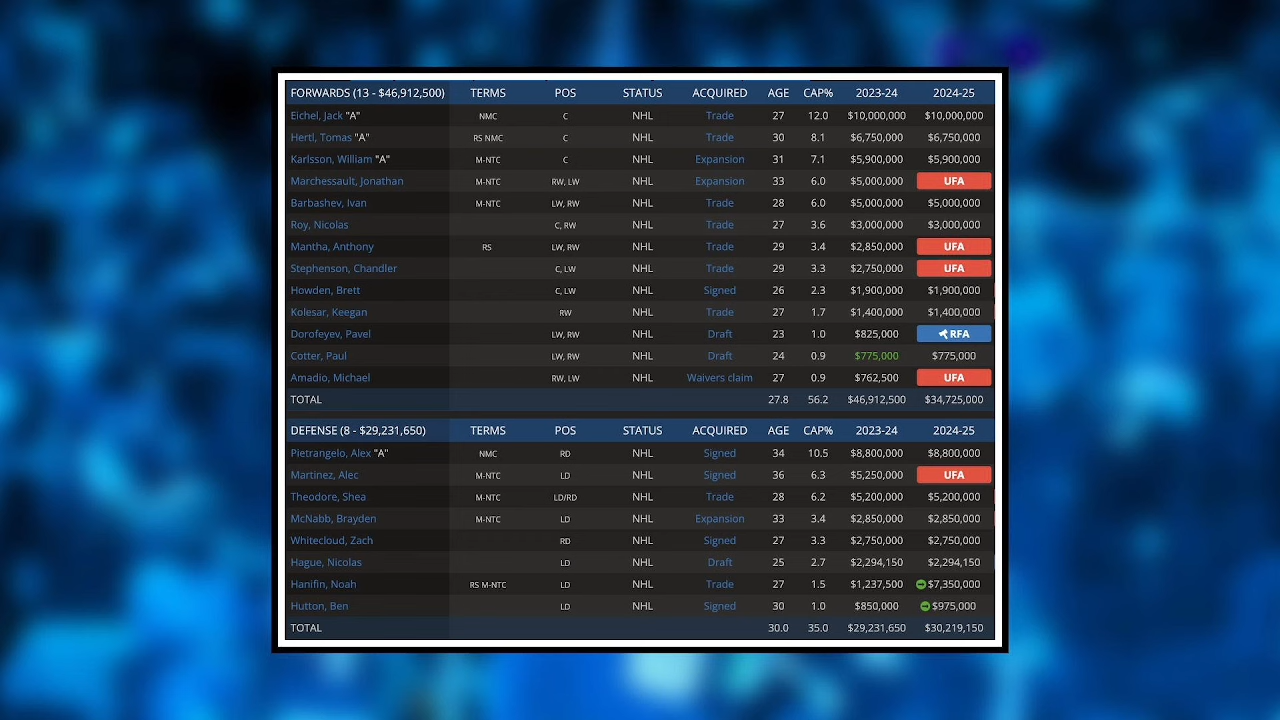 FORWARDS (13 - $46,912,500) TERMS POS STATUS ACQUIRED AGE CAP% 2023-24 2024-25
Eichel, Jack "A" NMC C NHL Trade 27 12.0 $10,000,000 $10,000,000
Hertl, Tomas "A" RS NMC C NHL Trade 30 8.1 $6,750,000 $6,750,000
Karlsson, William "A" M-NTC C NHL Expansion 31 7.1 $5,900,000 $5,900,000
Marchessault, Jonathan M-NTC RW, LW NHL Expansion 33 6.0 $5,000,000 UFA
Barbashev, Ivan M-NTC LW, RW NHL Trade 28 6.0 $5,000,000 $5,000,000
Roy, Nicolas C, RW NHL Trade 27 3.6 $3,000,000 $3,000,000
Mantha, Anthony RS LW, RW NHL Trade 29 3.4 $2,850,000 UFA
Stephenson, Chandler C, LW NHL Trade 29 3.3 $2,750,000 UFA
Howden, Brett C, LW NHL Signed 26 2.3 $1,900,000 $1,900,000
Kolesar, Keegan RW NHL Trade 27 1.7 $1,400,000 $1,400,000
Dorofeyev, Pavel LW, RW NHL Draft 23 1.0 $825,000 RFA
Cotter, Paul LW, RW NHL Draft 24 0.9 $775,000 $775,000
Amadio, Michael RW, LW NHL Waivers claim 27 0.9 $762,500 UFA
TOTAL 27.8 56.2 $46,912,500 $34,725,000
DEFENSE (8 - $29,231,650) TERMS POS STATUS ACQUIRED AGE CAP% 2023-24 2024-25
Pietrangelo, Alex "A" NMC RD NHL Signed 34 10.5 $8,800,000 $8,800,000
Martinez, Alec M-NTC LD NHL Signed 36 6.3 $5,250,000 UFA
Theodore, Shea M-NTC LD/RD NHL Trade 28 6.2 $5,200,000 $5,200,000
McNabb, Brayden M-NTC LD NHL Expansion 33 3.4 $2,850,000 $2,850,000
Whitecloud, Zach RD NHL Signed 27 3.3 $2,750,000 $2,750,000
Hague, Nicolas LD NHL Draft 25 2.7 $2,294,150 $2,294,150
Hanifin, Noah RS M-NTC LD NHL Trade 27 1.5 $1,237,500 $7,350,000
Hutton, Ben LD NHL Signed 30 1.0 $850,000 $975,000
TOTAL 30.0 35.0 $29,231,650 $30,219,150